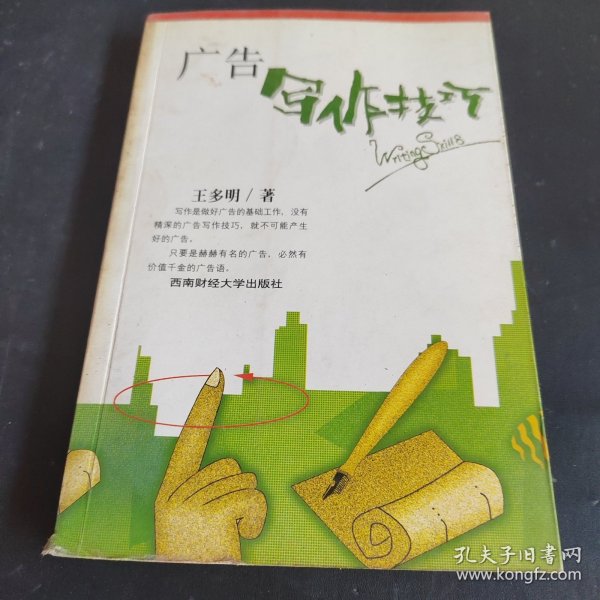 广告
写作技巧
Writing Skills
王多明/著
写作是做好广告的基础工作，没有
精深的广告写作技巧，就不可能产生
好的广告。
只要是赫赫有名的广告，必然有
价值千金的广告语。
西南财经大学出版社
孔夫子旧书网
www.kongfz.com